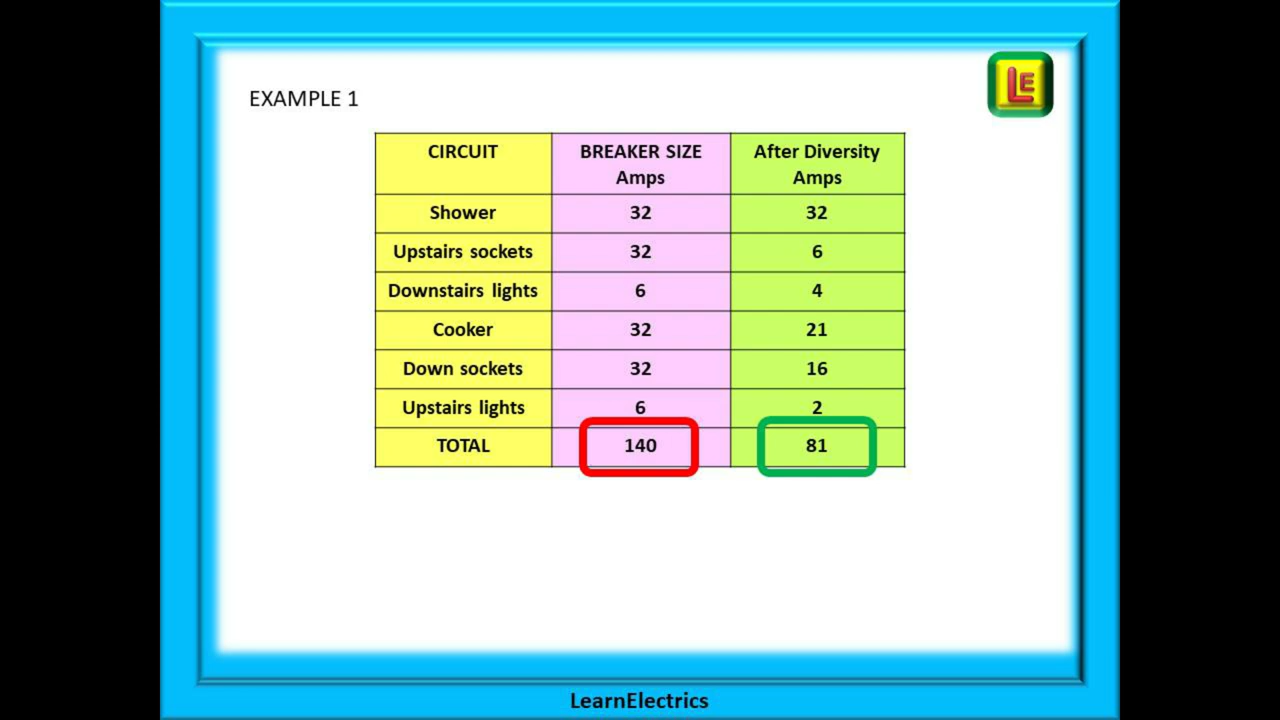 LE
EXAMPLE 1
CIRCUIT BREAKER SIZE After Diversity
Amps Amps
Shower 32 32
Upstairs sockets 32 6
Downstairs lights 6 4
Cooker 32 21
Down sockets 32 16
Upstairs lights 6 2
TOTAL 140 81
LearnElectrics